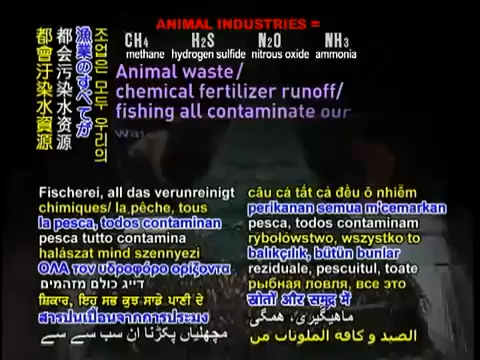 ANIMAL INDUSTRIES =
CH4 H2S N2O NH3
methane hydrogen sulfide nitrous oxide ammonia
Animal waste/
chemical fertilizer runoff/
fishing all contaminate our
water
조업은 모두 우리의
漁業のすべてが
都会污染水资源
都會汙染水資源
Fischerei, all das verunreinigt
chimiques/ la pêche, tous
la pesca, todos contaminan
pesca tutto contamina
halászat mind szennyezi
ΟΛΑ τον υδροφόρο ορίζοντα
דייג כולם מזהמים
ਸ਼ਿਕਾਰ, ਇਹ ਸਭ ਕੁਝ ਸਾਡੇ ਪਾਣੀ ਦੇ
สารปนเปื้อนจากการประมง
مچھلیاں پکڑنا ان سب سے سے
câu cá tất cả đều ô nhiễm
perikanan semua m'cemarkan
pesca, todos contaminam
rybołówstwo, wszystko to
balıkçılık, bütün bunlar
reziduale, pescuitul, toate
рыбная ловля, все это
स्रोतों और समुद्र में
ماهیگیری، همگی
الصيد و كافة الملوثات من